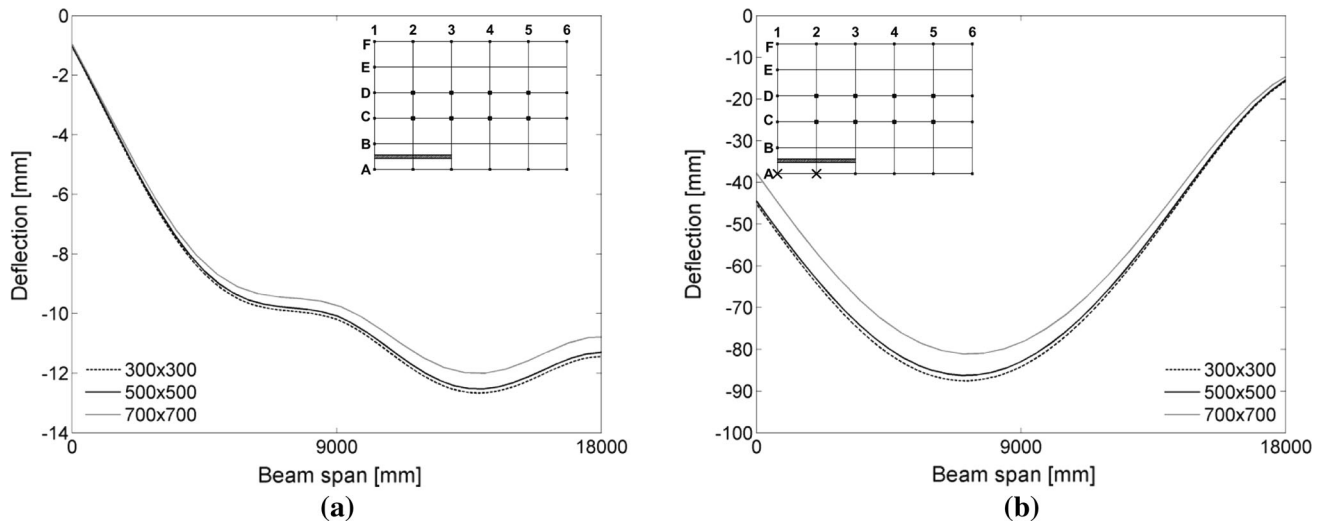 0
-2
-4
-6
-8
-10
-12
-14
Deflection [mm]
1 2 3 4 5 6
F
E
D
C
B
A
300x300
500x500
700x700
0 9000 18000
Beam span [mm]
(a)
0
-10
-20
-30
-40
-50
-60
-70
-80
-90
-100
Deflection [mm]
1 2 3 4 5 6
F
E
D
C
B
A
300x300
500x500
700x700
0 9000 18000
Beam span [mm]
(b)